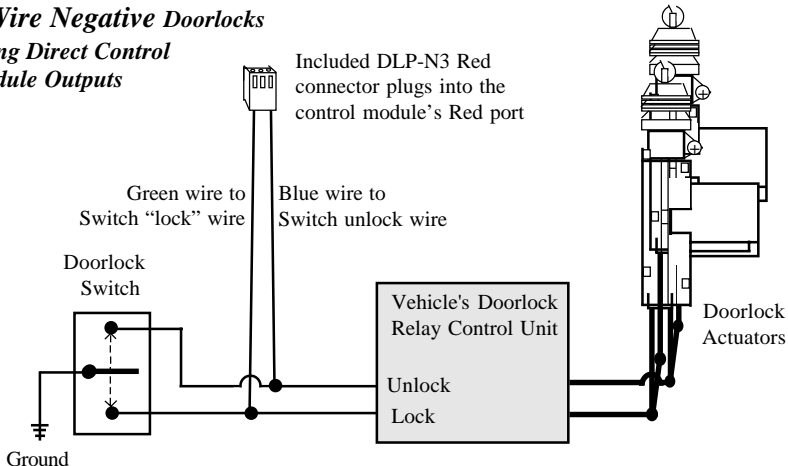 Wire Negative Doorlocks
ng Direct Control
dule Outputs
Included DLP-N3 Red
connector plugs into the
control module's Red port
Green wire to
Switch “lock” wire
Blue wire to
Switch unlock wire
Doorlock
Switch
Vehicle's Doorlock
Relay Control Unit
Unlock
Lock
Doorlock
Actuators
Ground